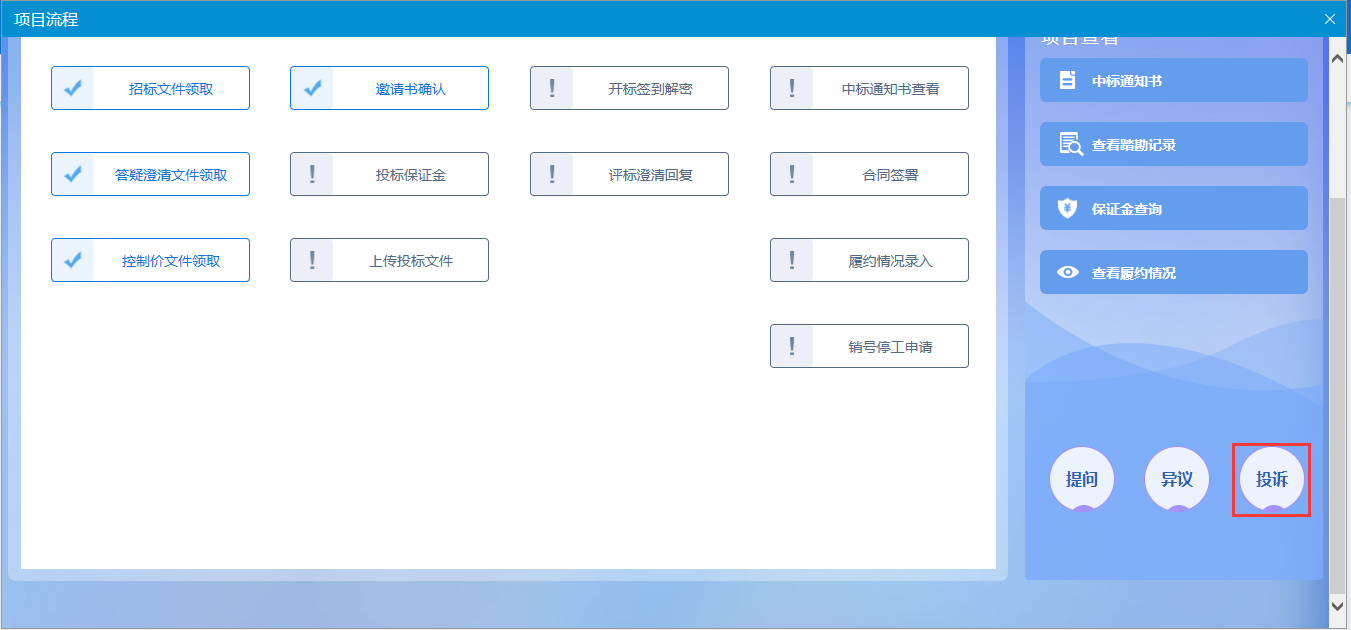 项目流程
招标文件领取
邀请书确认
开标签到解密
中标通知书查看
答疑澄清文件领取
投标保证金
评标澄清回复
合同签署
控制价文件领取
上传投标文件
履约情况录入
销号停工申请
项目查看
中标通知书
查看踏勘记录
保证金查询
查看履约情况
提问
异议
投诉